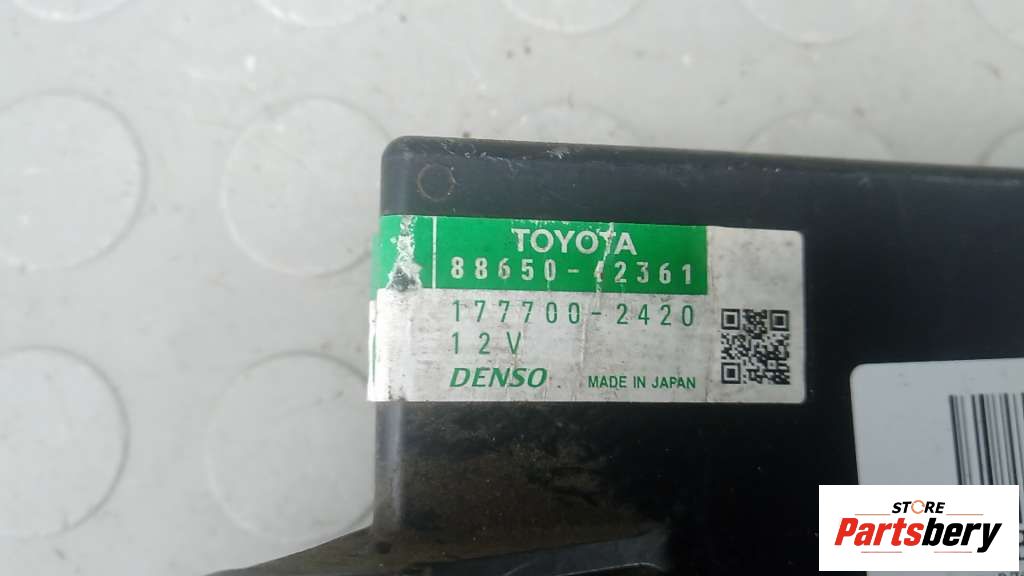 TOYOTA
88650-42361
177700-2420
12V
DENSO MADE IN JAPAN
STORE
Partsbery